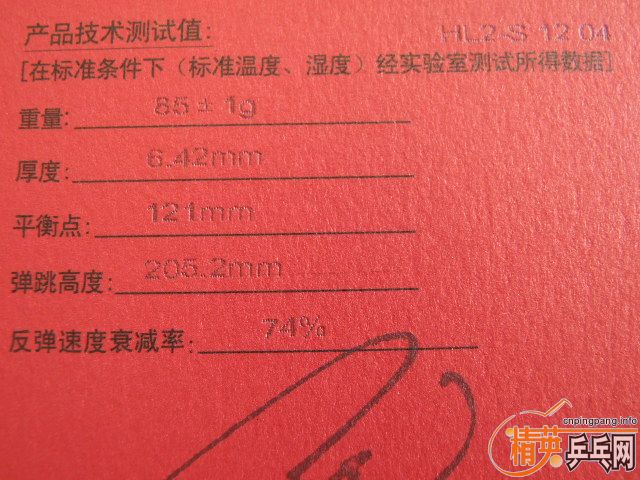 产品技术测试值: HL2-S 12 04
[在标准条件下（标准温度、湿度）经实验室测试所得数据]
重量: 85 ± 1g
厚度: 6.42mm
平衡点: 121mm
弹跳高度: 205.2mm
反弹速度衰减率: 74%
cnpingpang.info
精英乒乓网